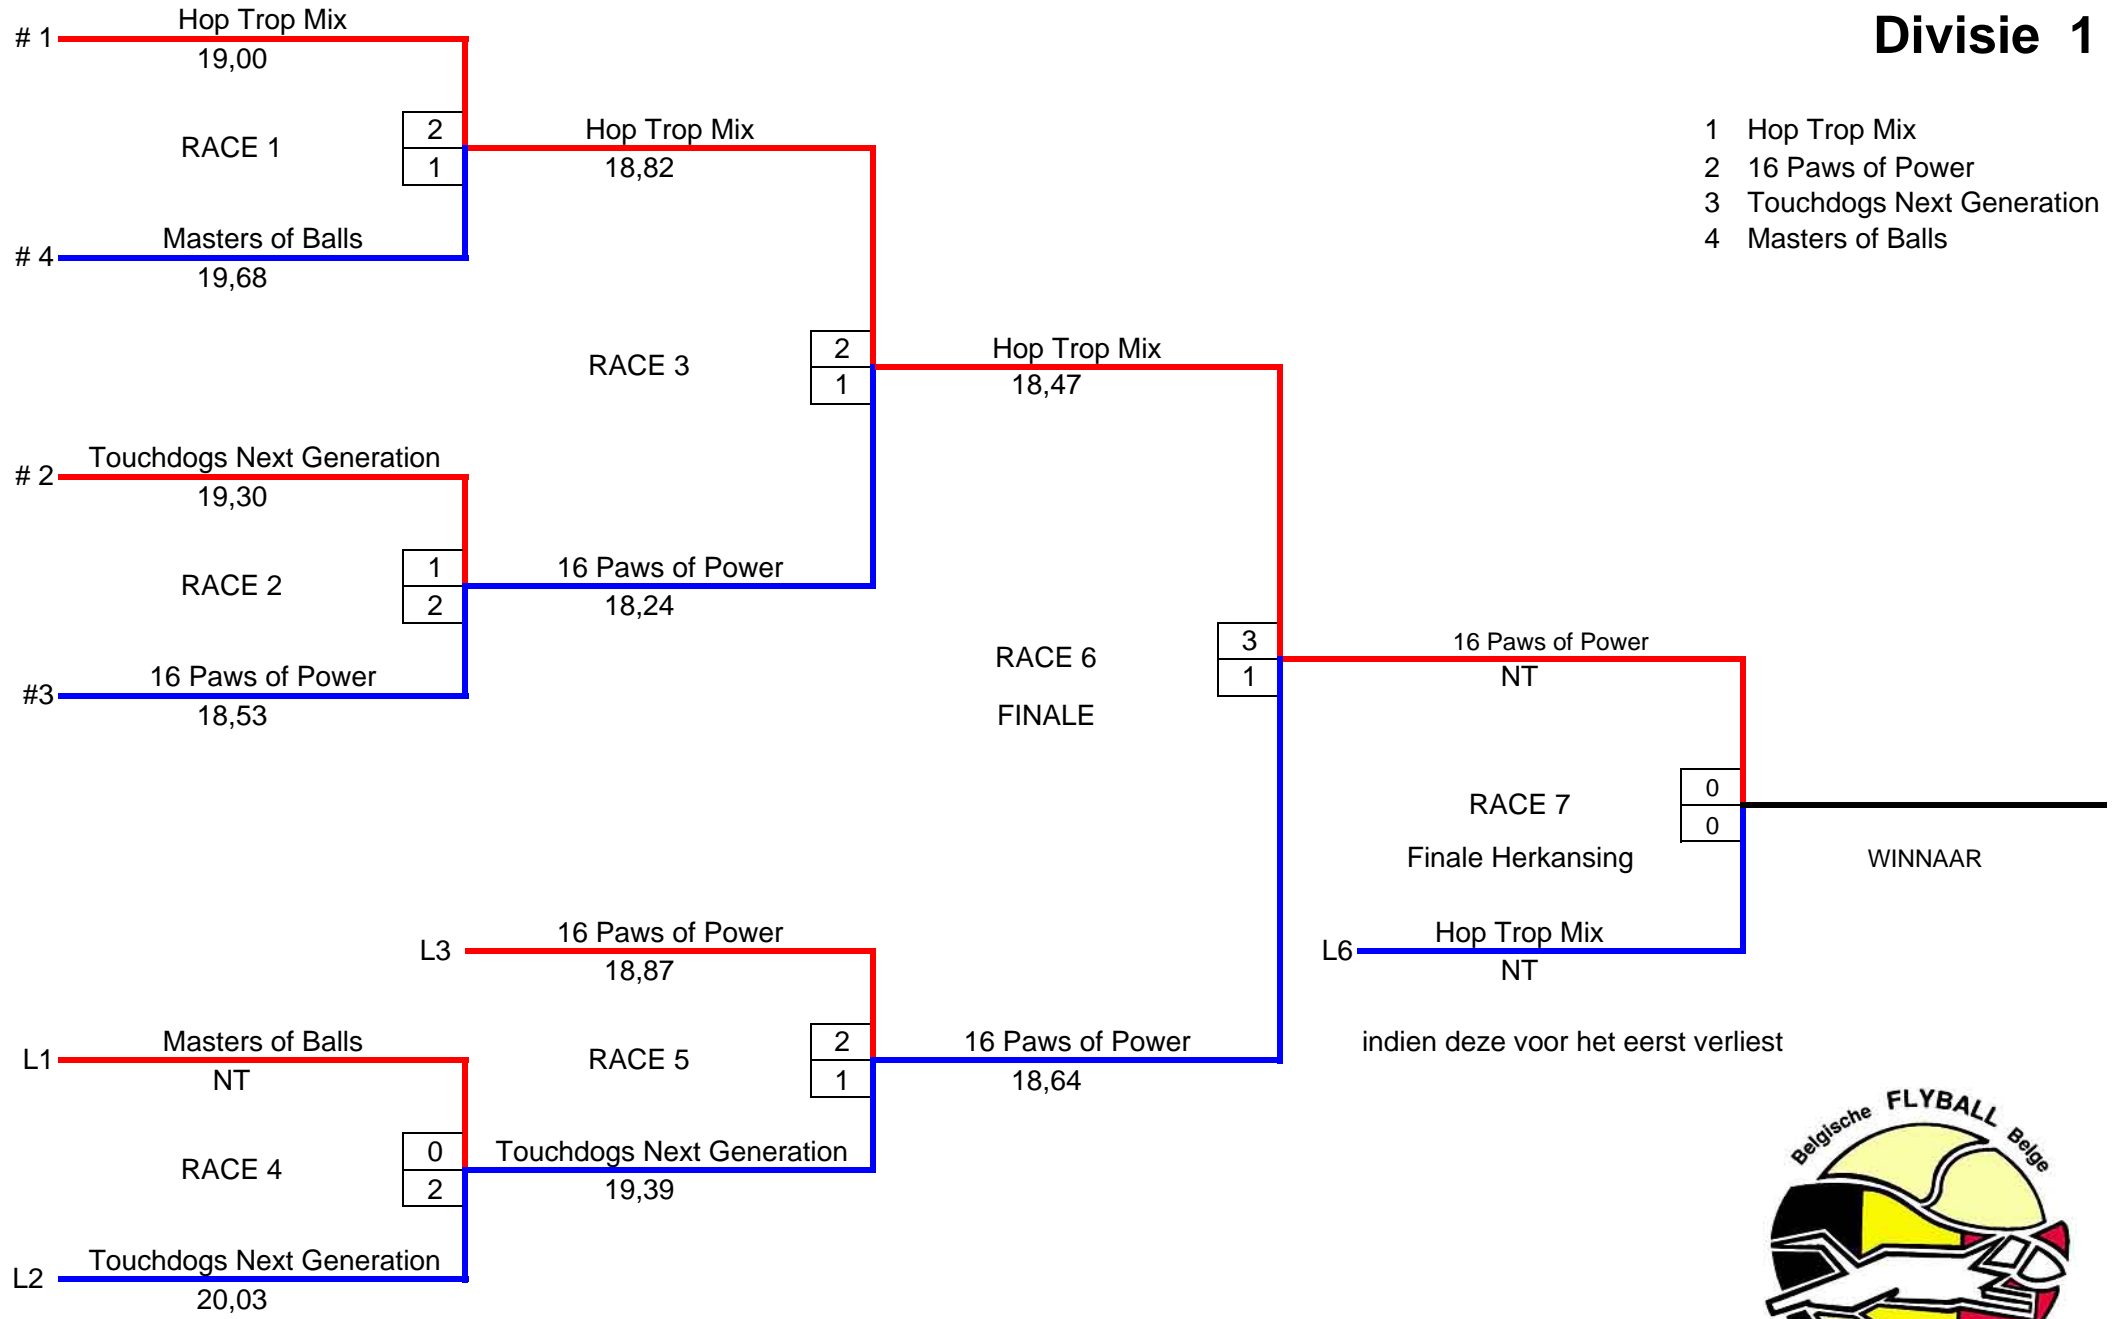 Divisie 1
1 Hop Trop Mix
2 16 Paws of Power
3 Touchdogs Next Generation
4 Masters of Balls
# 1
Hop Trop Mix
19,00
RACE 1
2
1
# 4
Masters of Balls
19,68
Hop Trop Mix
18,82
RACE 3
2
1
# 2
Touchdogs Next Generation
19,30
RACE 2
1
2
#3
16 Paws of Power
18,53
16 Paws of Power
18,24
Hop Trop Mix
18,47
RACE 6
FINALE
3
1
16 Paws of Power
NT
RACE 7
Finale Herkansing
0
0
WINNAAR
L6
Hop Trop Mix
NT
indien deze voor het eerst verliest
L3
16 Paws of Power
18,87
RACE 5
2
1
16 Paws of Power
18,64
L1
Masters of Balls
NT
RACE 4
0
2
Touchdogs Next Generation
19,39
L2
Touchdogs Next Generation
20,03
Belgische FLYBALL Belge